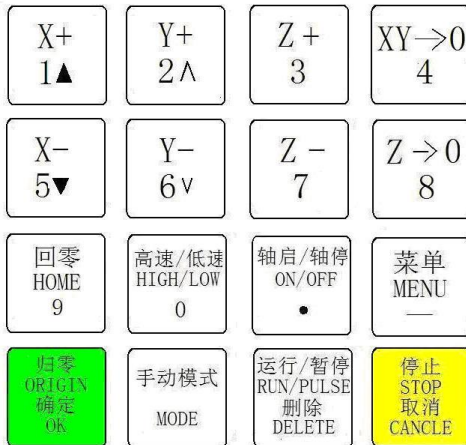 X+ Y+ Z+ XY→0
1▲ 2∧ 3 4
X- Y- Z- Z→0
5▼ 6∨ 7 8
回零 高速/低速 轴启/轴停 菜单
HOME HIGH/LOW ON/OFF MENU
9 0 • —
归零 手动模式 运行/暂停 停止
ORIGIN MODE RUN/PULSE STOP
确定 删除 取消
OK DELETE CANCLE